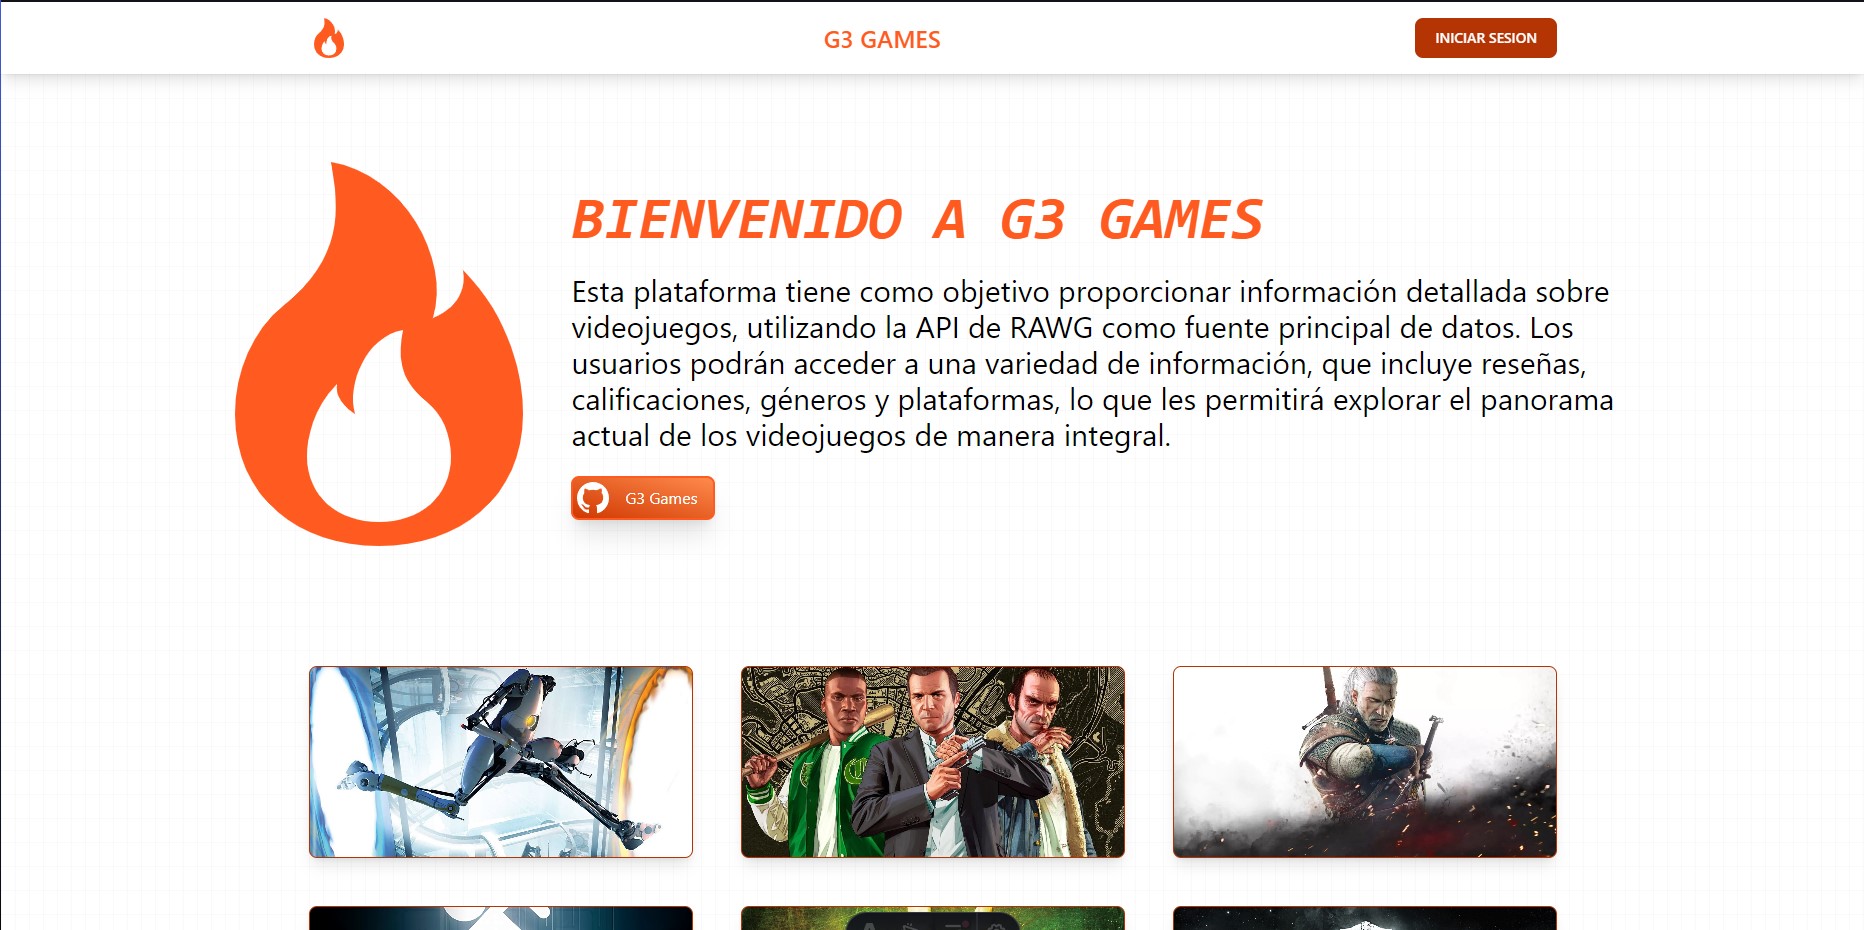 G3 GAMES
INICIAR SESION
BIENVENIDO A G3 GAMES
Esta plataforma tiene como objetivo proporcionar información detallada sobre
videojuegos, utilizando la API de RAWG como fuente principal de datos. Los
usuarios podrán acceder a una variedad de información, que incluye reseñas,
calificaciones, géneros y plataformas, lo que les permitirá explorar el panorama
actual de los videojuegos de manera integral.
G3 Games